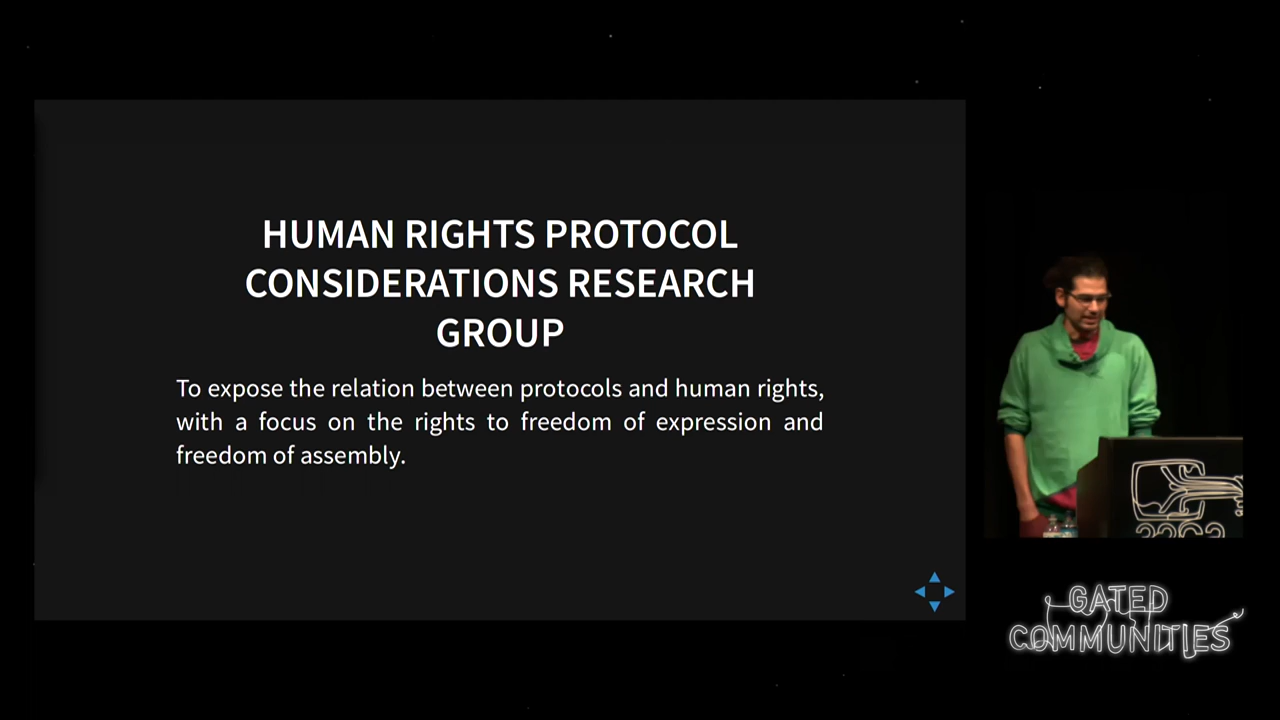 HUMAN RIGHTS PROTOCOL
CONSIDERATIONS RESEARCH
GROUP
To expose the relation between protocols and human rights,
with a focus on the rights to freedom of expression and
freedom of assembly.
32C3
GATED
COMMUNITIES